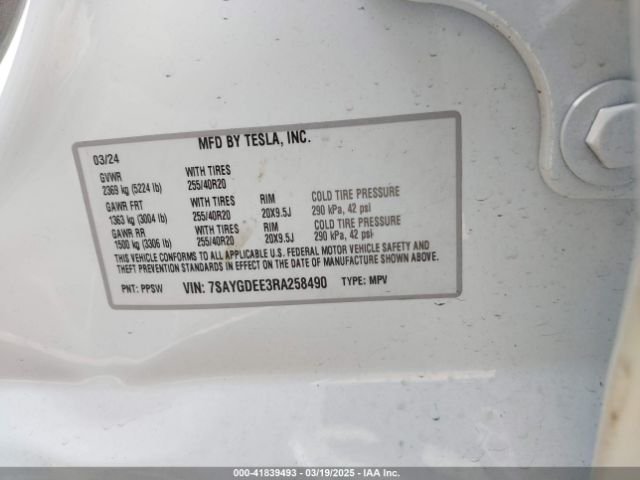 MFD BY TESLA, INC.
03/24
GVWR WITH TIRES
2369 kg (5224 lb) 255/40R20
GAWR FRT WITH TIRES RIM COLD TIRE PRESSURE
1363 kg (3004 lb) 255/40R20 20X9.5J 290 kPa, 42 psi
GAWR RR WITH TIRES RIM COLD TIRE PRESSURE
1500 kg (3306 lb) 255/40R20 20X9.5J 290 kPa, 42 psi
THIS VEHICLE CONFORMS TO ALL APPLICABLE U.S. FEDERAL MOTOR VEHICLE SAFETY AND
THEFT PREVENTION STANDARDS IN EFFECT ON THE DATE OF MANUFACTURE SHOWN ABOVE.
PNT: PPSW VIN: 7SAYGDEE3RA258490 TYPE: MPV
000-41839493 - 03/19/2025 - IAA Inc.